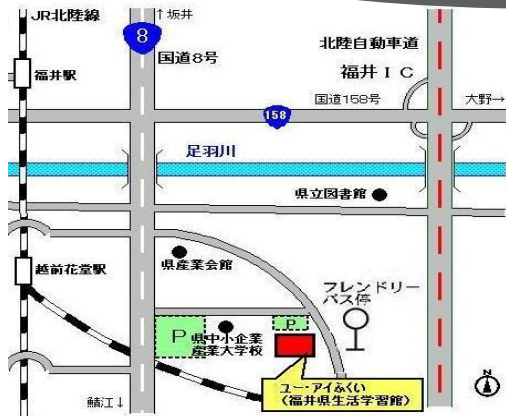 JR北陸線
↑坂井
8
国道8号
北陸自動車道
福井IC
福井駅
国道158号
大野→
158
足羽川
県立図書館
県産業会館
越前花堂駅
フレンドリー
バス停
P
P
県中小企業
産業大学校
ユー・アイふくい
(福井県生活学習館)
鯖江↓
N